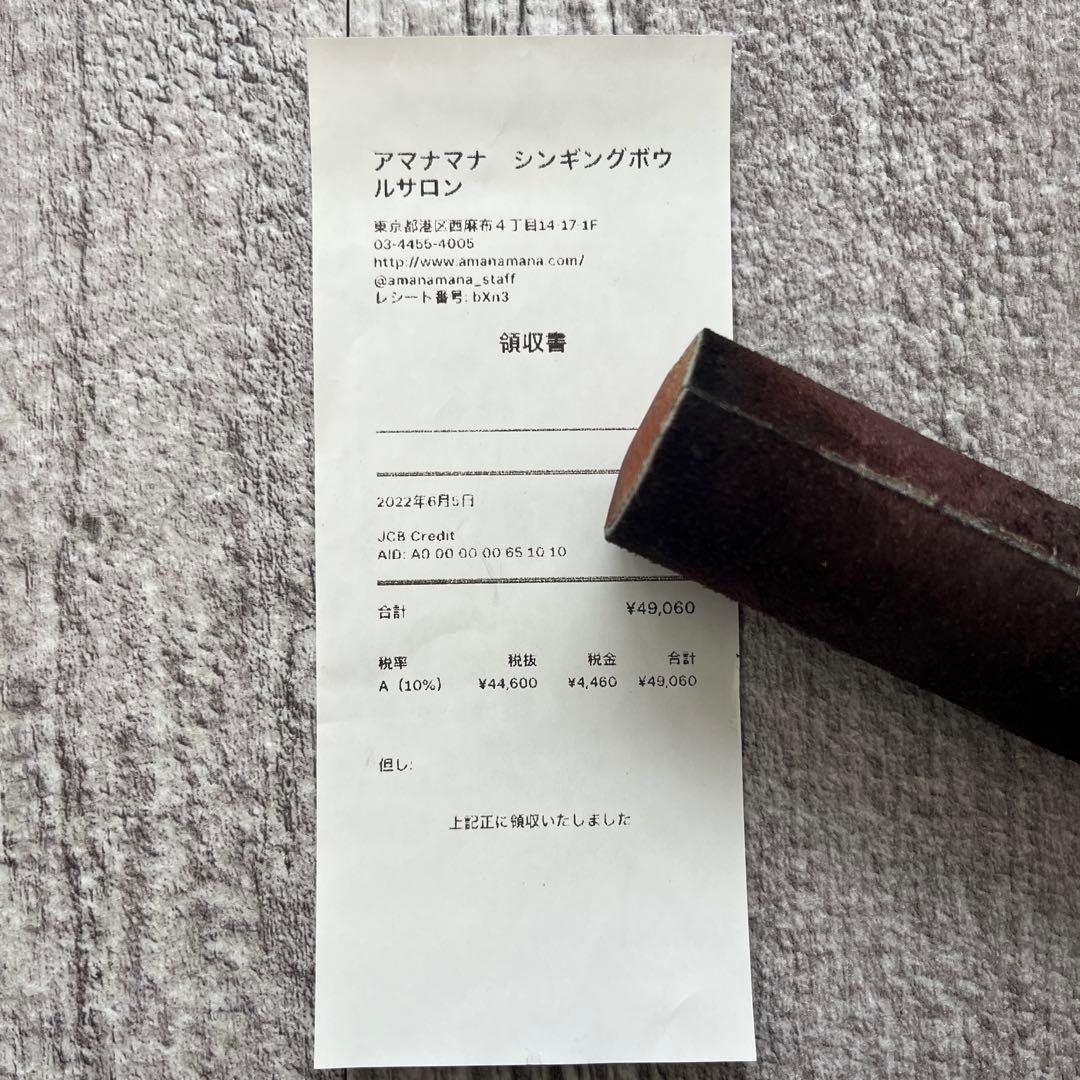 アマナマナ　シンギングボウ
ルサロン
東京都港区西麻布４丁目14-17-1F
03-4455-4005
http://www.amanamana.com/
@amanamana_staff
レシート番号: bXn3
領収書
2022年6月5日
JCB Credit
AID: A0 00 00 00 65 10 10
合計 ¥49,060
税率 税抜 税金 合計
A（10%） ¥44,600 ¥4,460 ¥49,060
但し:
上記正に領収いたしました